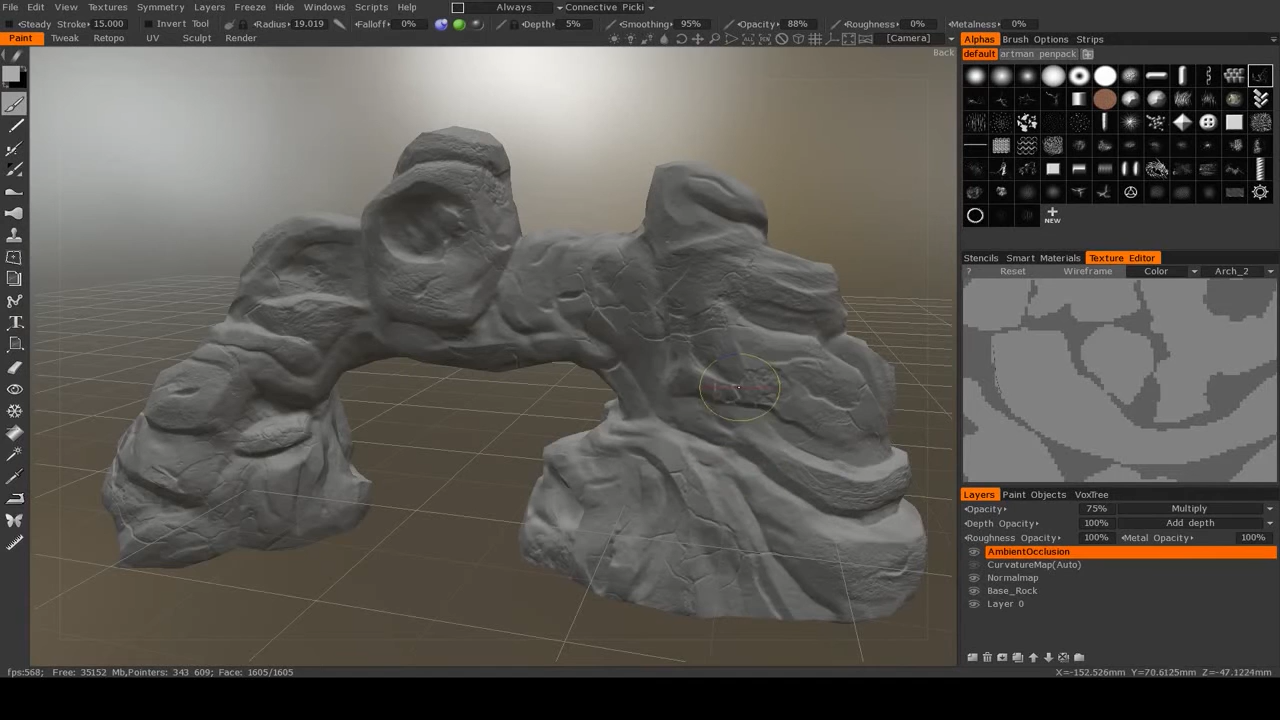 File Edit View Textures Symmetry Layers Freeze Hide Windows Scripts Help Always Connective Picki
Steady Stroke 15.000 Invert Tool Radius 19.019 Falloff 0% Depth 5% Smoothing 95% Opacity 88% Roughness 0% Metalness 0%
Paint Tweak Retopo UV Sculpt Render [Camera]
Back
Alphas Brush Options Strips
default artman penpack
NEW
Stencils Smart Materials Texture Editor
? Reset Wireframe Color Arch_2
Layers Paint Objects VoxTree
Opacity 75% Multiply
Depth Opacity 100% Add depth
Roughness Opacity 100% Metal Opacity 100%
AmbientOcclusion
CurvatureMap(Auto)
Normalmap
Base_Rock
Layer 0
fps:568; Free: 35152 Mb,Pointers: 343 609; Face: 1605/1605 X=-152.526mm Y=70.6125mm Z=-47.1224mm